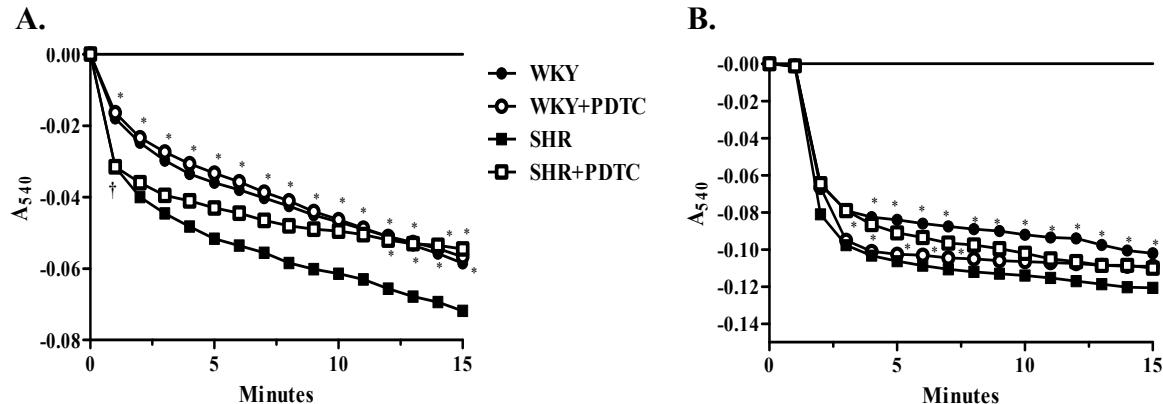 A.
B.
0.00
-0.02
-0.04
-0.06
-0.08
A540
0 5 10 15
Minutes
* * * * * * * * * * * * * * *
* * * * *
†
WKY
WKY+PDTC
SHR
SHR+PDTC
-0.00
-0.02
-0.04
-0.06
-0.08
-0.10
-0.12
-0.14
A540
0 5 10 15
Minutes
* * * * * * * * * * *
* * * * *